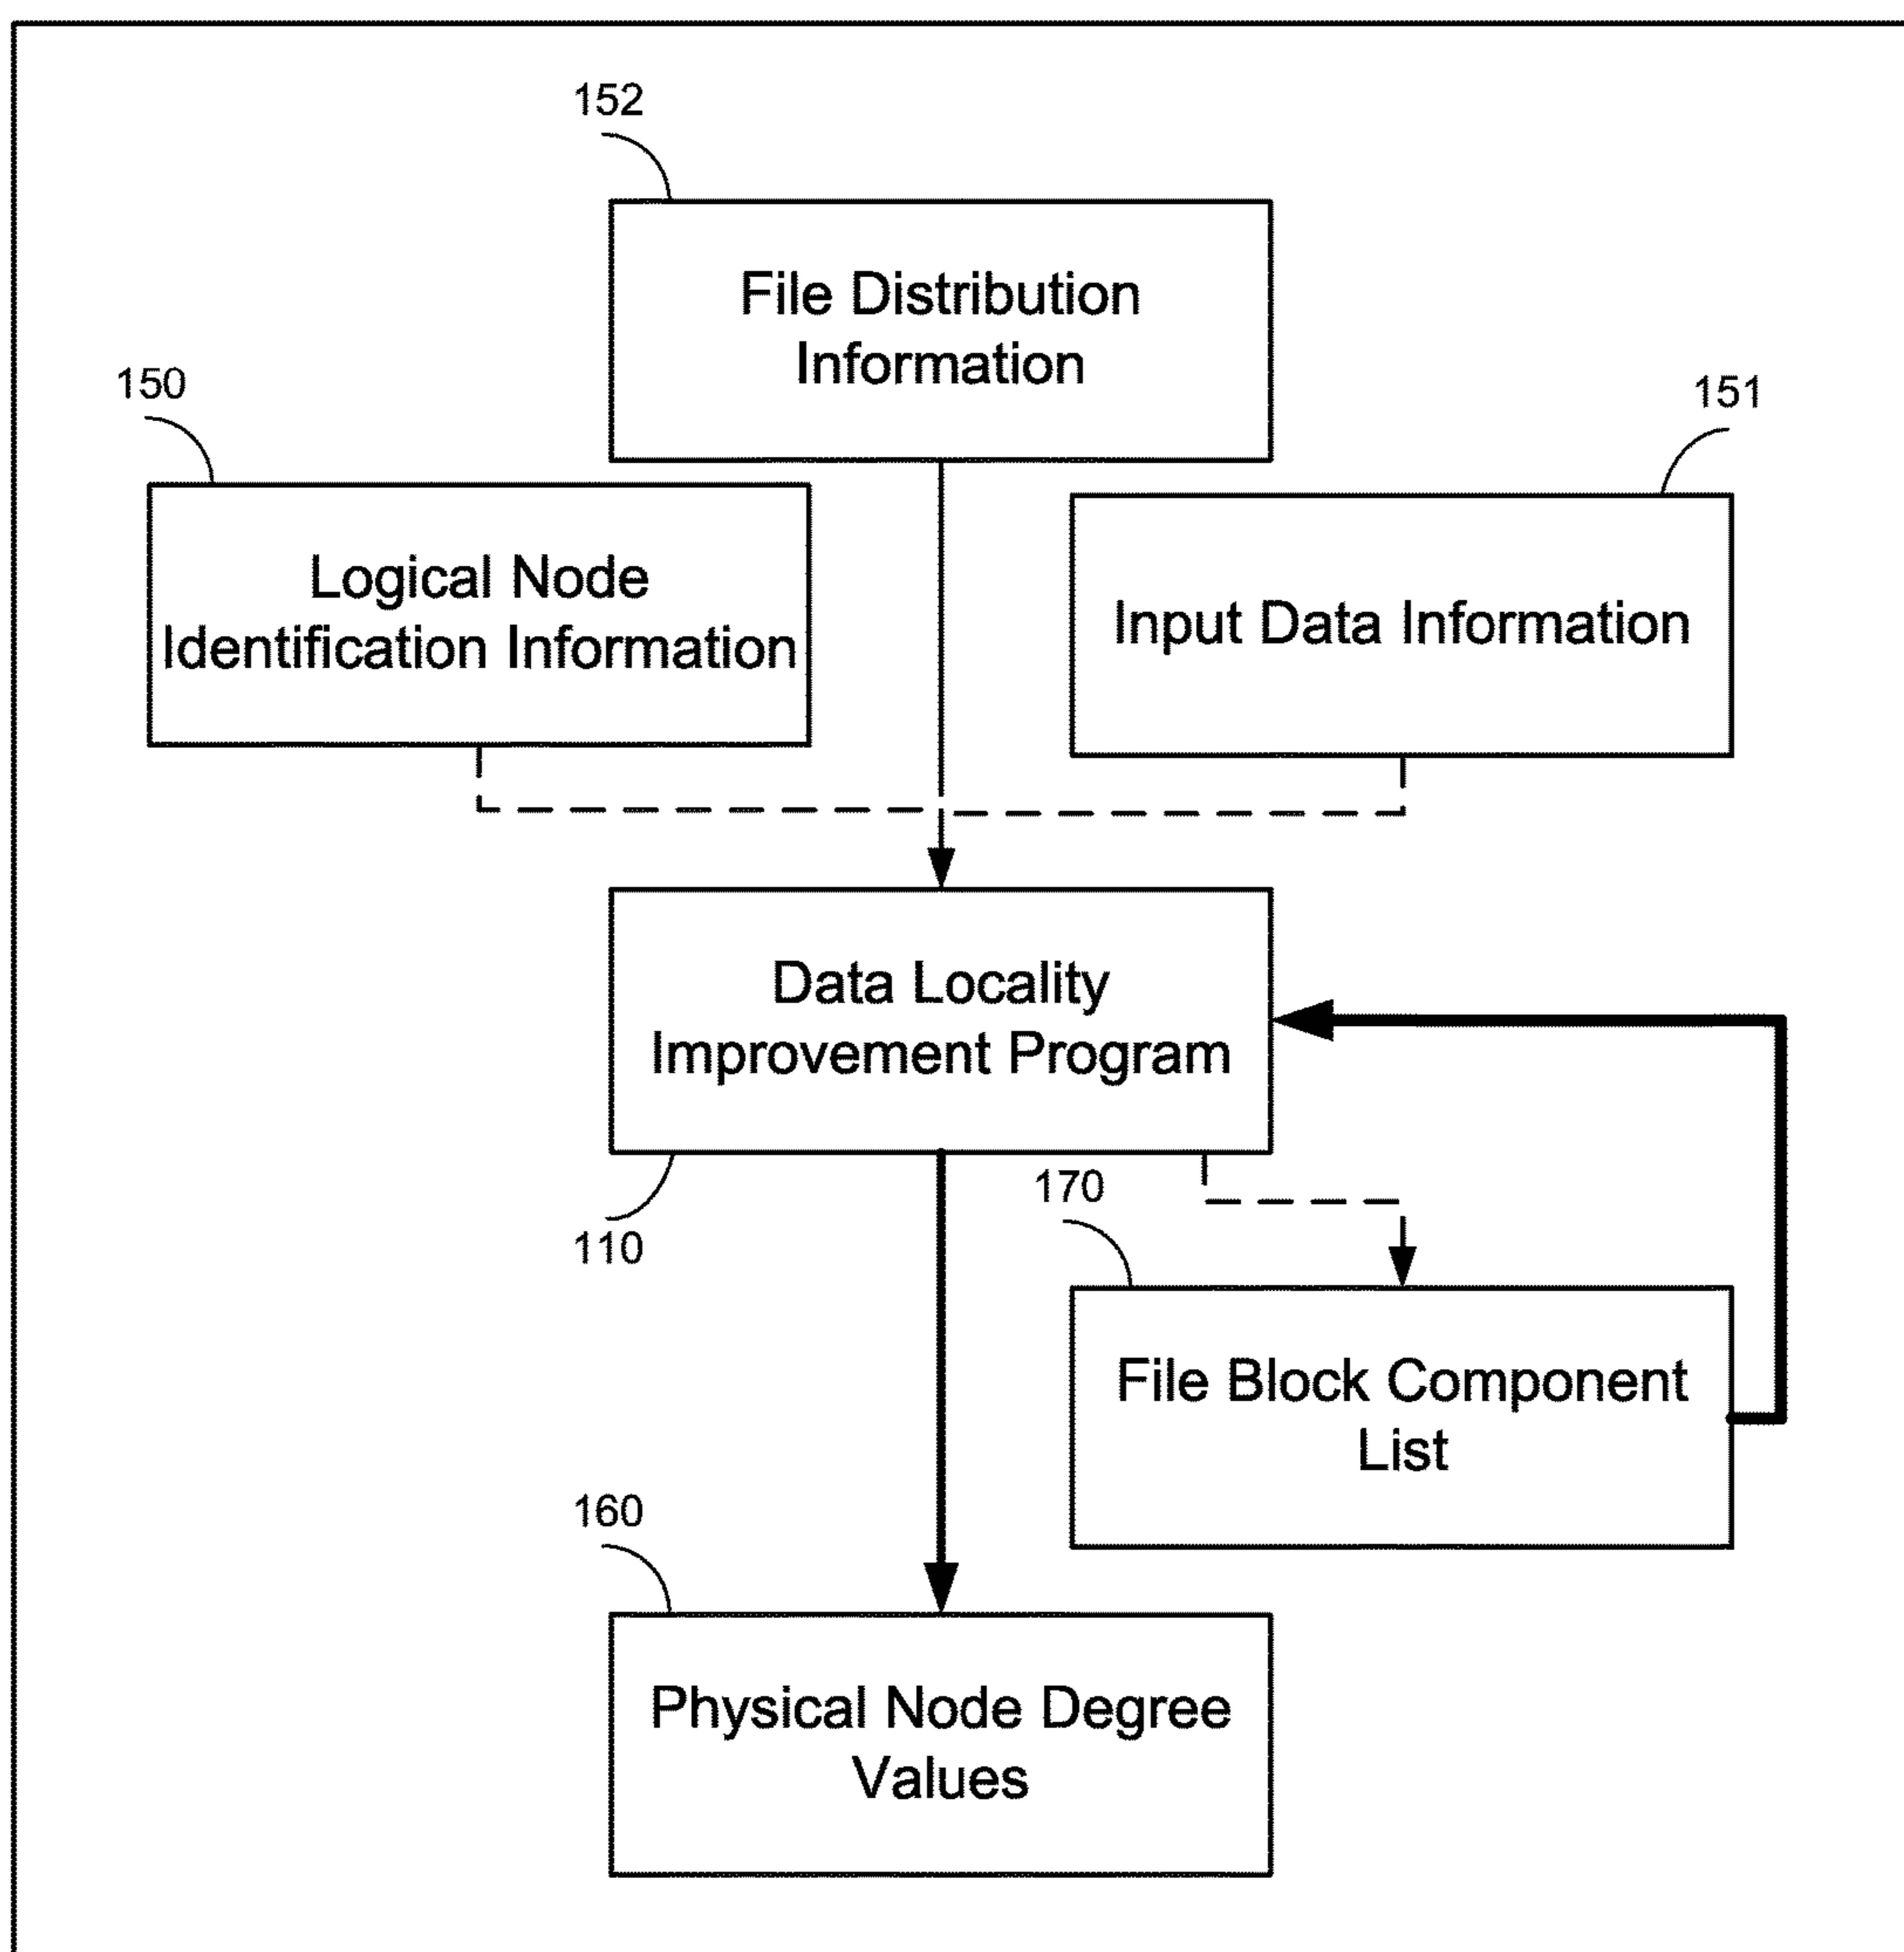 152
File Distribution
Information
150
151
Logical Node
Identification Information
Input Data Information
Data Locality
Improvement Program
110
170
File Block Component
List
160
Physical Node Degree
Values